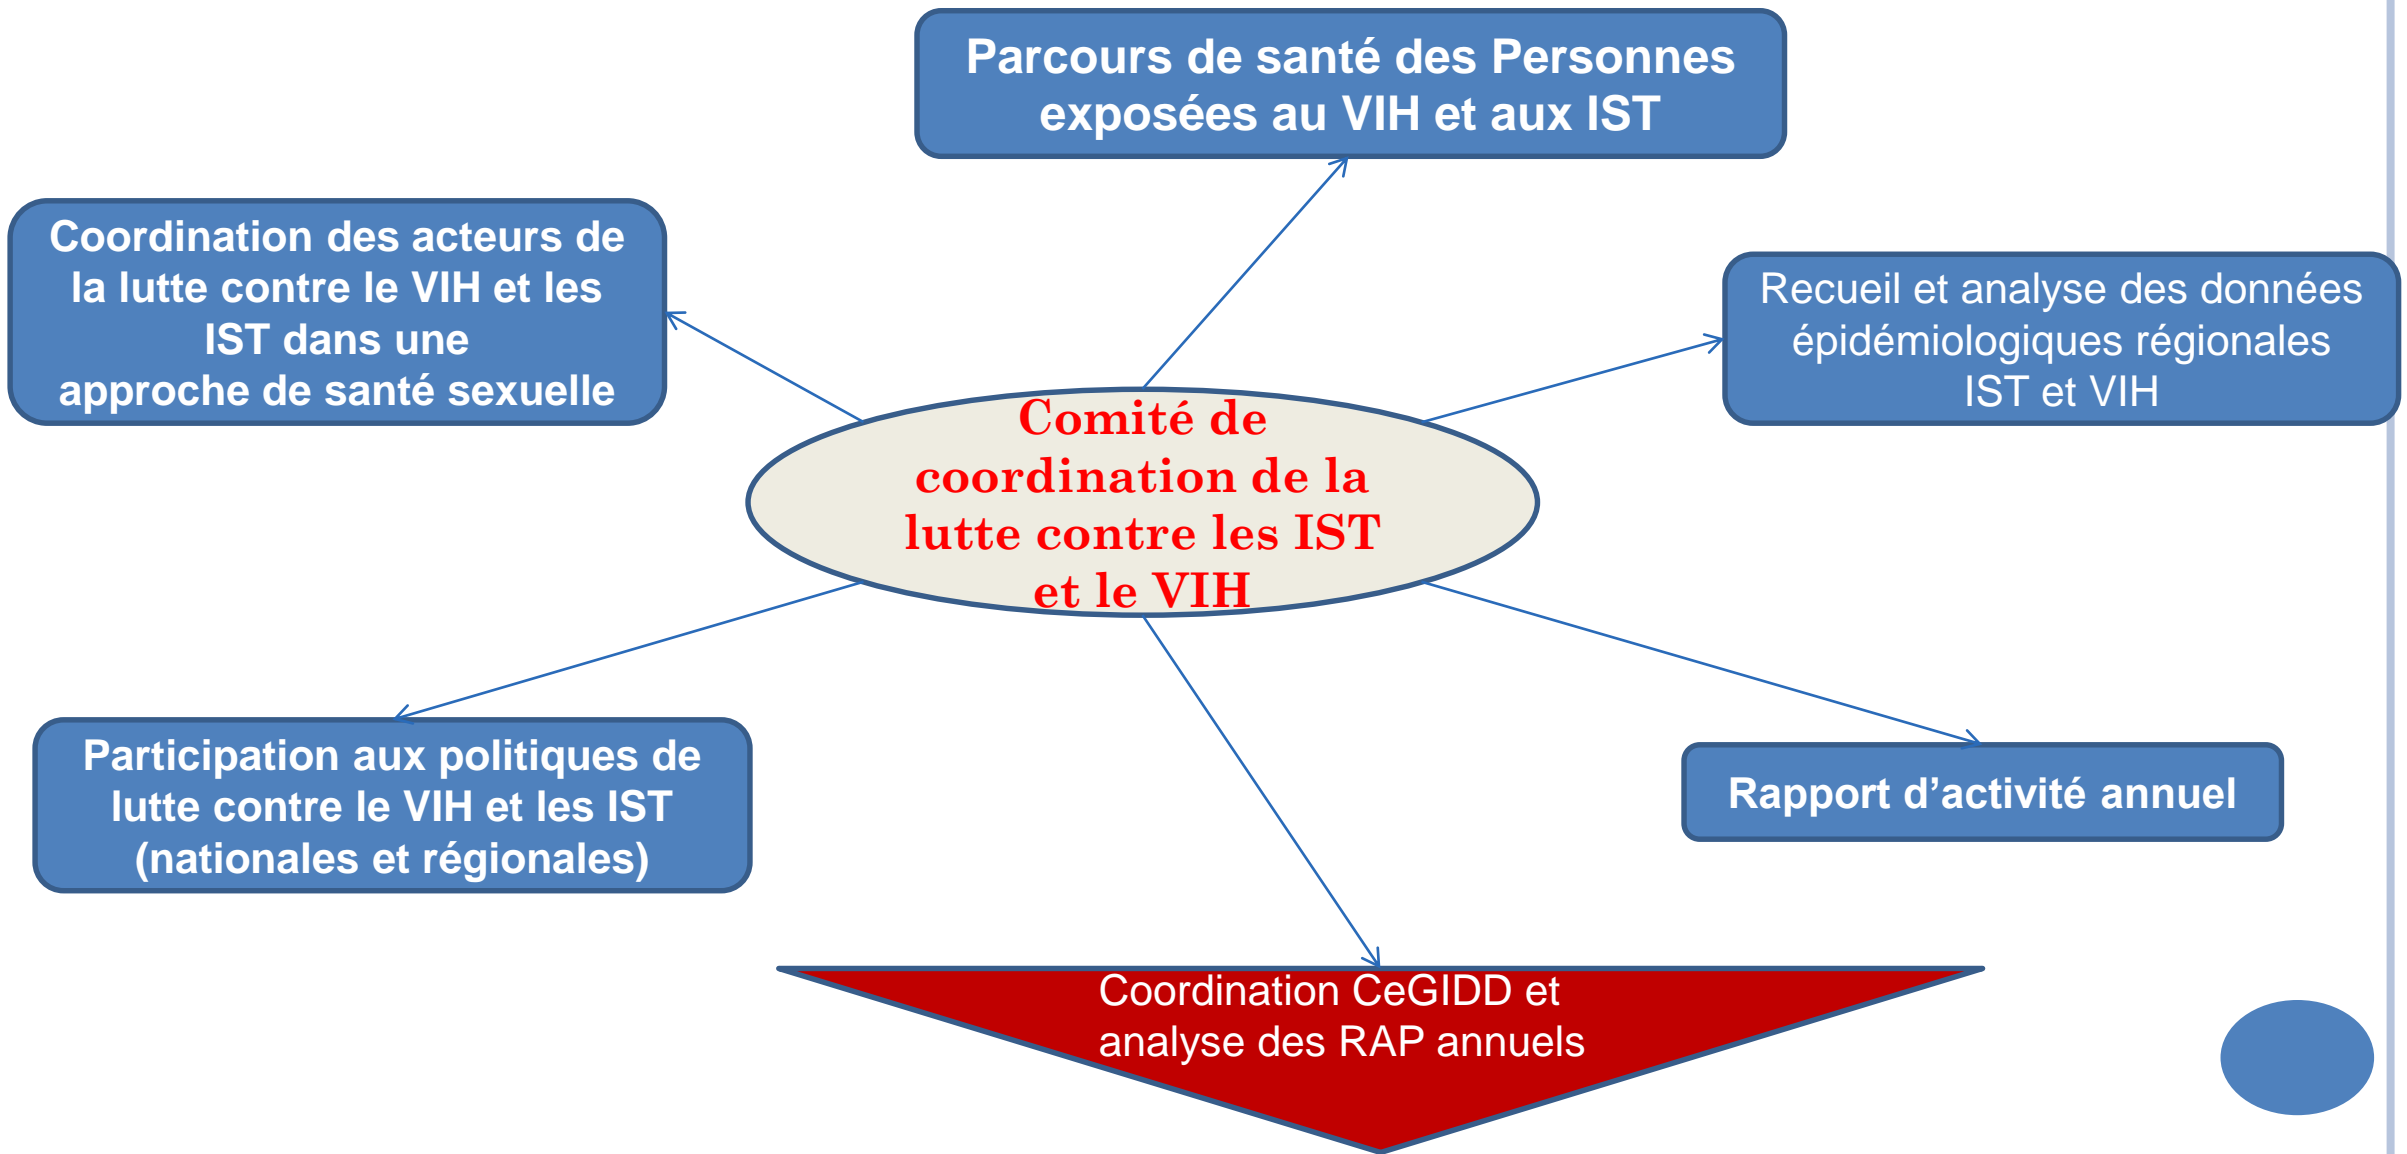 Parcours de santé des Personnes
exposées au VIH et aux IST
Coordination des acteurs de
la lutte contre le VIH et les
IST dans une
approche de santé sexuelle
Recueil et analyse des données
épidémiologiques régionales
IST et VIH
Comité de
coordination de la
lutte contre les IST
et le VIH
Participation aux politiques de
lutte contre le VIH et les IST
(nationales et régionales)
Rapport d’activité annuel
Coordination CeGIDD et
analyse des RAP annuels